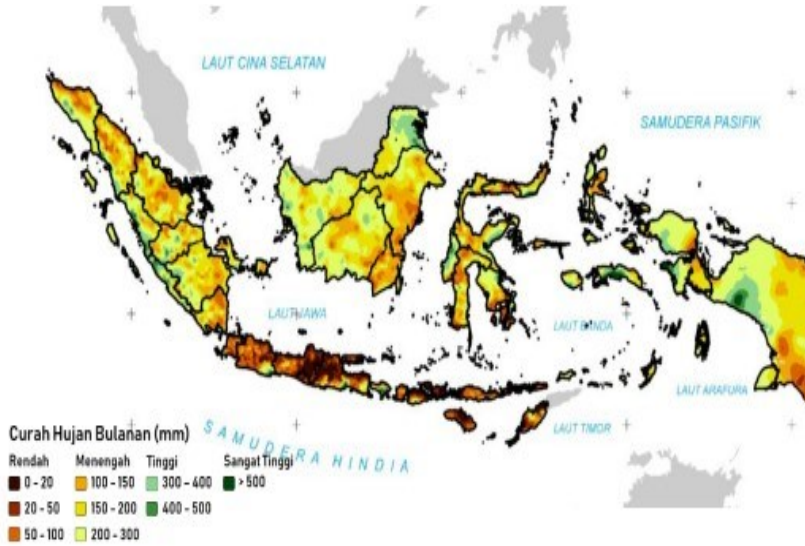 LAUT CINA SELATAN
SAMUDERA PASIFIK
LAUT JAWA
LAUT BANDA
LAUT ARAFURA
LAUT TIMOR
SAMUDERA HINDIA
Curah Hujan Bulanan (mm)
Rendah Menengah Tinggi Sangat Tinggi
0 - 20 100 - 150 300 - 400 > 500
20 - 50 150 - 200 400 - 500
50 - 100 200 - 300